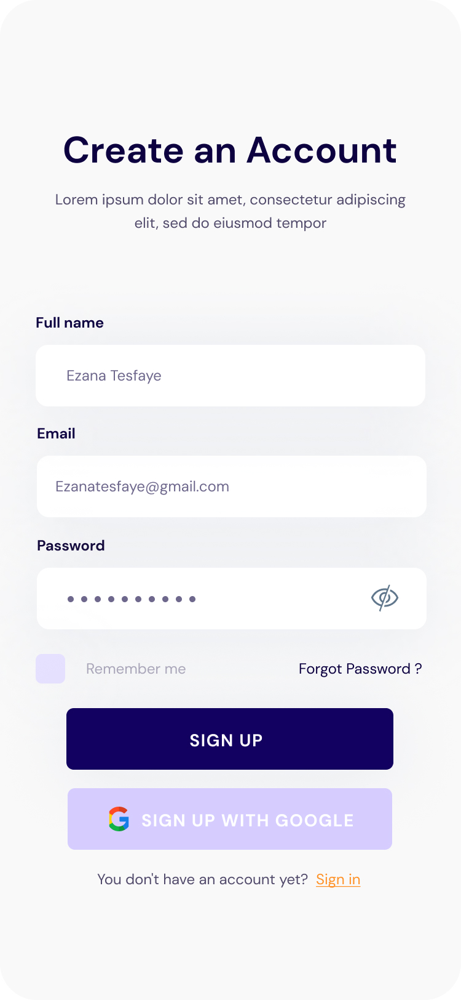 Create an Account
Lorem ipsum dolor sit amet, consectetur adipiscing
elit, sed do eiusmod tempor
Full name
Ezana Tesfaye
Email
Ezanatesfaye@gmail.com
Password
••••••••••
Remember me
Forgot Password ?
SIGN UP
SIGN UP WITH GOOGLE
You don't have an account yet? Sign in